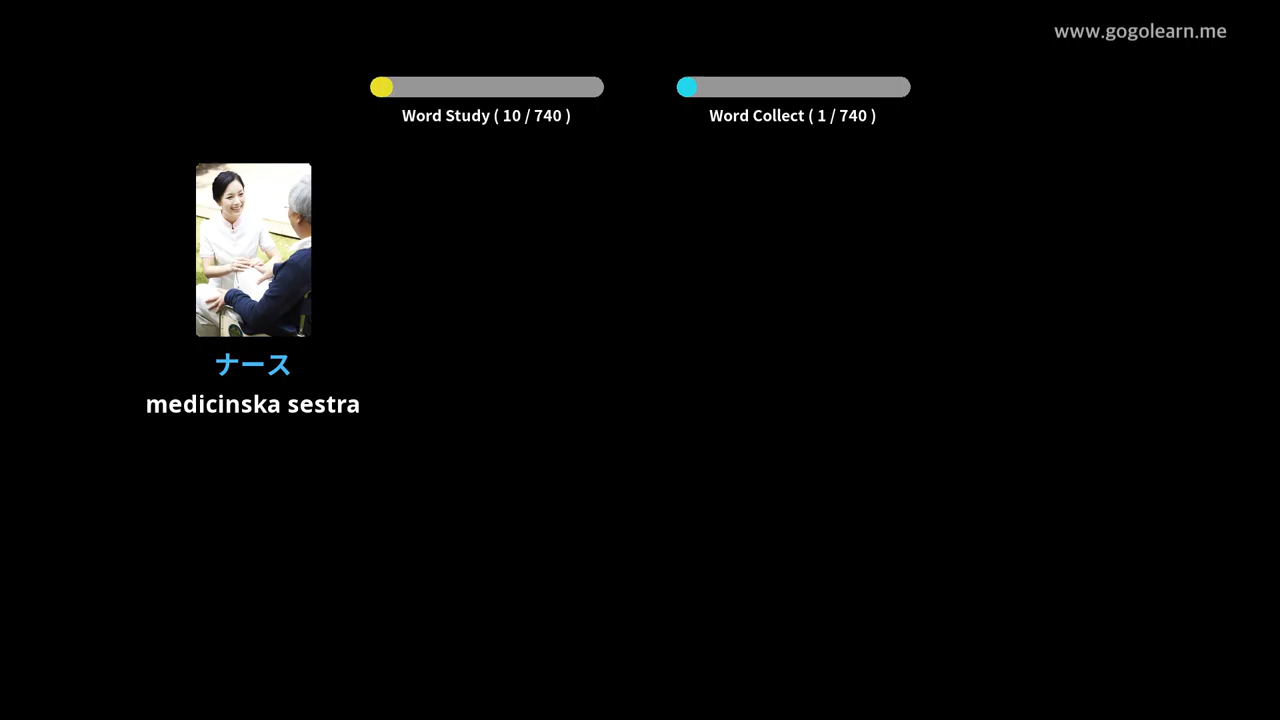 www.gogolearn.me
Word Study ( 10 / 740 )
Word Collect ( 1 / 740 )
ナース
medicinska sestra